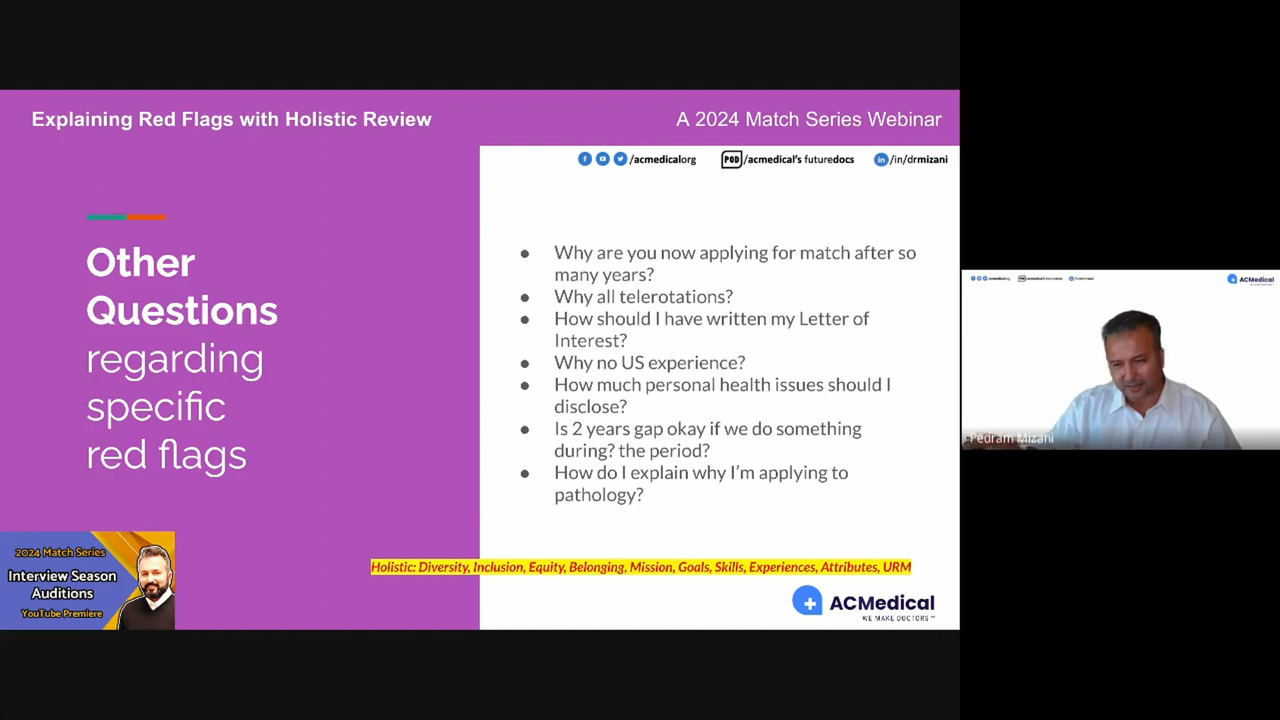 Explaining Red Flags with Holistic Review
A 2024 Match Series Webinar
/acmedicalorg
POD /acmedical's futuredocs
in /in/drmizani
Other
Questions
regarding
specific
red flags
Why are you now applying for match after so
many years?
Why all telerotations?
How should I have written my Letter of
Interest?
Why no US experience?
How much personal health issues should I
disclose?
Is 2 years gap okay if we do something
during? the period?
How do I explain why I'm applying to
pathology?
Holistic: Diversity, Inclusion, Equity, Belonging, Mission, Goals, Skills, Experiences, Attributes, URM
2024 Match Series
Interview Season
Auditions
YouTube Premiere
ACMedical
WE MAKE DOCTORS™
ACMedical
Pedram Mizani